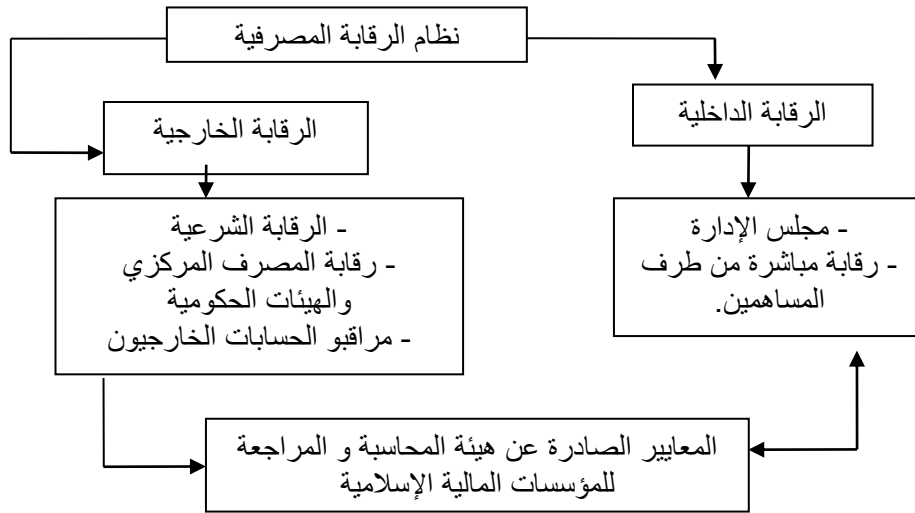 نظام الرقابة المصرفية
الرقابة الداخلية
الرقابة الخارجية
- مجلس الإدارة
- رقابة مباشرة من طرف
المساهمين.
- الرقابة الشرعية
- رقابة المصرف المركزي
والهيئات الحكومية
- مراقبو الحسابات الخارجيون
المعايير الصادرة عن هيئة المحاسبة و المراجعة
للمؤسسات المالية الإسلامية